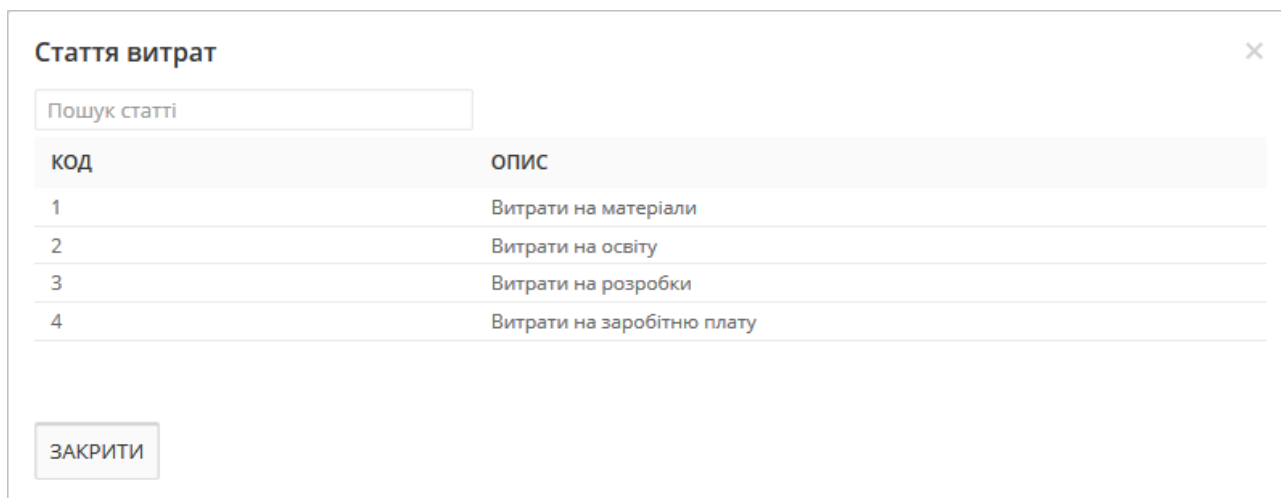 Стаття витрат
Пошук статті
КОД ОПИС
1 Витрати на матеріали
2 Витрати на освіту
3 Витрати на розробки
4 Витрати на заробітню плату
ЗАКРИТИ